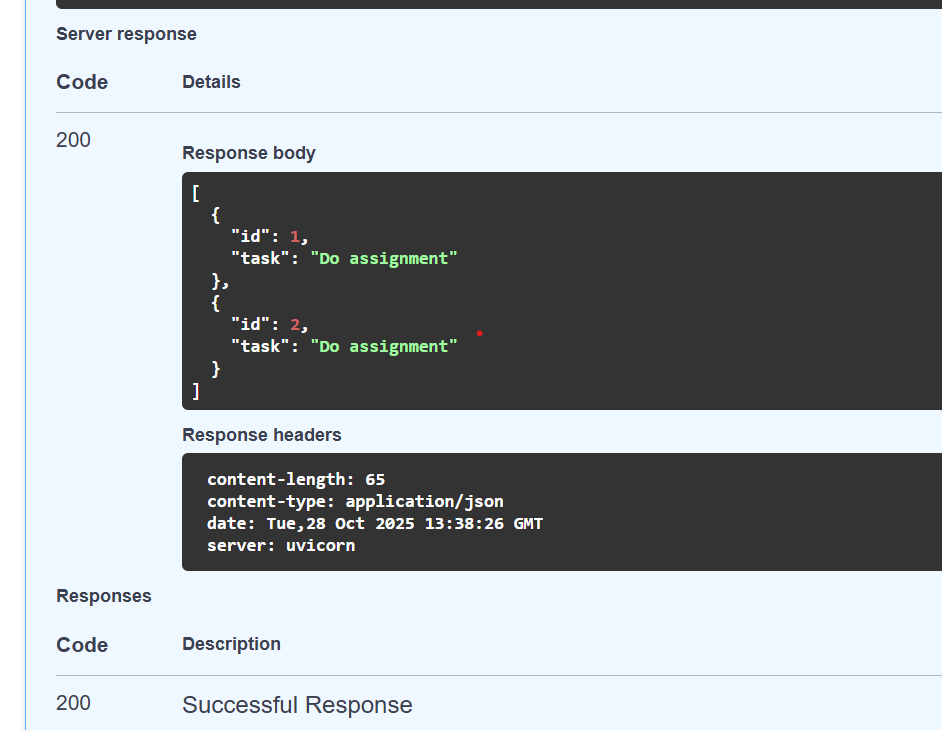 Server response
Code Details
200
Response body
[
{
"id": 1,
"task": "Do assignment"
},
{
"id": 2,
"task": "Do assignment"
}
]
Response headers
content-length: 65
content-type: application/json
date: Tue,28 Oct 2025 13:38:26 GMT
server: uvicorn
Responses
Code Description
200 Successful Response